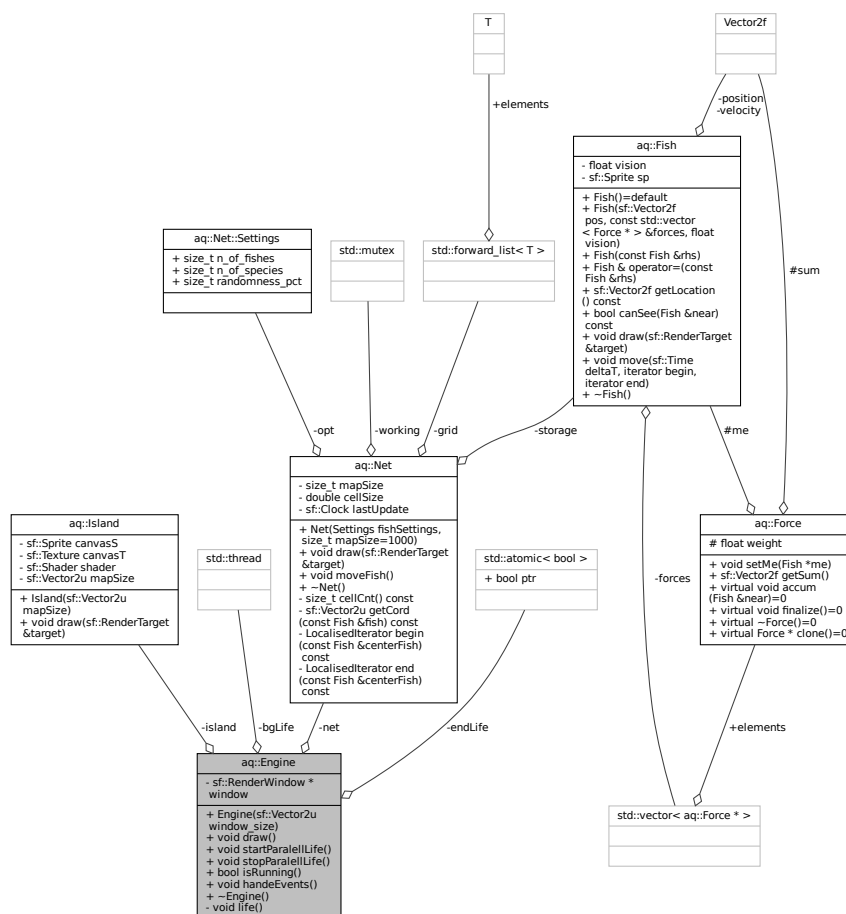 T
Vector2f
+elements
-position
-velocity
aq::Fish
- float vision
- sf::Sprite sp
+ Fish()=default
+ Fish(sf::Vector2f
pos, const std::vector
< Force * > &forces, float
vision)
+ Fish(const Fish &rhs)
+ Fish & operator=(const
Fish &rhs)
+ sf::Vector2f getLocation
() const
+ bool canSee(Fish &near)
const
+ void draw(sf::RenderTarget
&target)
+ void move(sf::Time
deltaT, iterator begin,
iterator end)
+ ~Fish()
aq::Net::Settings
+ size_t n_of_fishes
+ size_t n_of_species
+ size_t randomness_pct
std::mutex
std::forward_list< T >
#sum
-opt
-working
-grid
-storage
#me
aq::Net
- size_t mapSize
- double cellSize
- sf::Clock lastUpdate
+ Net(Settings fishSettings,
size_t mapSize=1000)
+ void draw(sf::RenderTarget
&target)
+ void moveFish()
+ ~Net()
- size_t cellCnt() const
- sf::Vector2u getCord
(const Fish &fish) const
- LocalisedIterator begin
(const Fish &centerFish)
const
- LocalisedIterator end
(const Fish &centerFish)
const
aq::Island
- sf::Sprite canvasS
- sf::Texture canvasT
- sf::Shader shader
- sf::Vector2u mapSize
+ Island(sf::Vector2u
mapSize)
+ void draw(sf::RenderTarget
&target)
std::thread
std::atomic< bool >
+ bool ptr
aq::Force
# float weight
+ void setMe(Fish *me)
+ sf::Vector2f getSum()
+ virtual void accum
(Fish &near)=0
+ virtual void finalize()=0
+ virtual ~Force()=0
+ virtual Force * clone()=0
-forces
-island
-bgLife
-net
-endLife
+elements
aq::Engine
- sf::RenderWindow *
window
+ Engine(sf::Vector2u
window_size)
+ void draw()
+ void startParalellLife()
+ void stopParalellLife()
+ bool isRunning()
+ void handeEvents()
+ ~Engine()
- void life()
std::vector< aq::Force * >